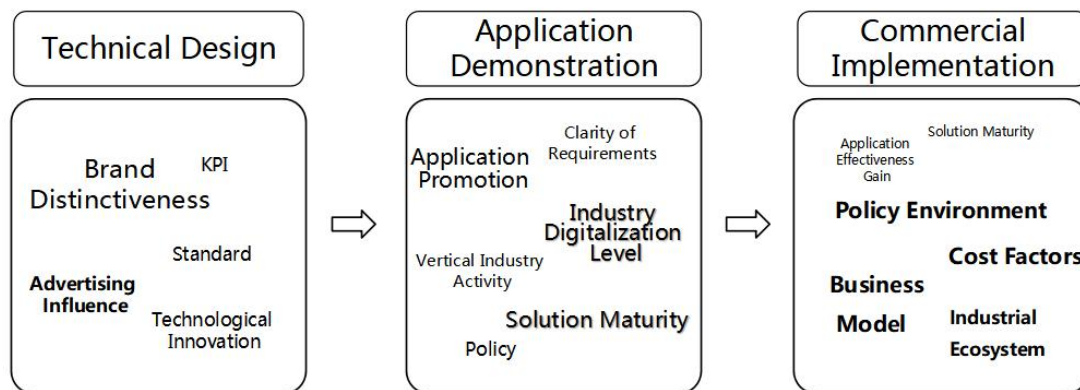 Technical Design
Application
Demonstration
Commercial
Implementation
Brand
Distinctiveness
KPI
Standard
Advertising
Influence
Technological
Innovation
Clarity of
Requirements
Application
Promotion
Industry
Digitalization
Level
Vertical Industry
Activity
Solution Maturity
Policy
Solution Maturity
Application
Effectiveness
Gain
Policy Environment
Cost Factors
Business
Model
Industrial
Ecosystem